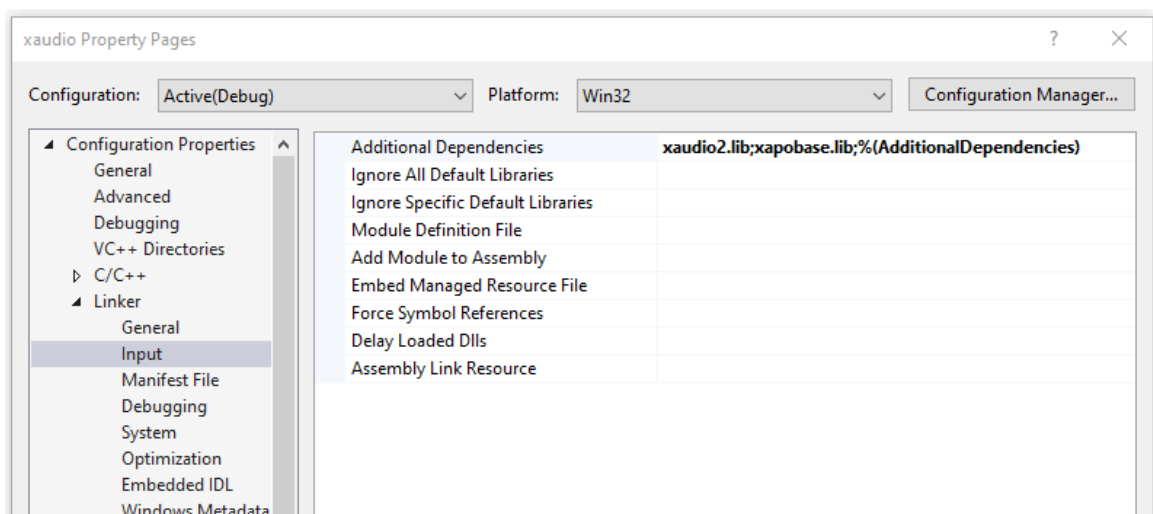 xaudio Property Pages ? ×
Configuration: Active(Debug) Platform: Win32 Configuration Manager...
Configuration Properties
General
Advanced
Debugging
VC++ Directories
C/C++
Linker
General
Input
Manifest File
Debugging
System
Optimization
Embedded IDL
Windows Metadata
Additional Dependencies xaudio2.lib;xapobase.lib;%(AdditionalDependencies)
Ignore All Default Libraries
Ignore Specific Default Libraries
Module Definition File
Add Module to Assembly
Embed Managed Resource File
Force Symbol References
Delay Loaded Dlls
Assembly Link Resource